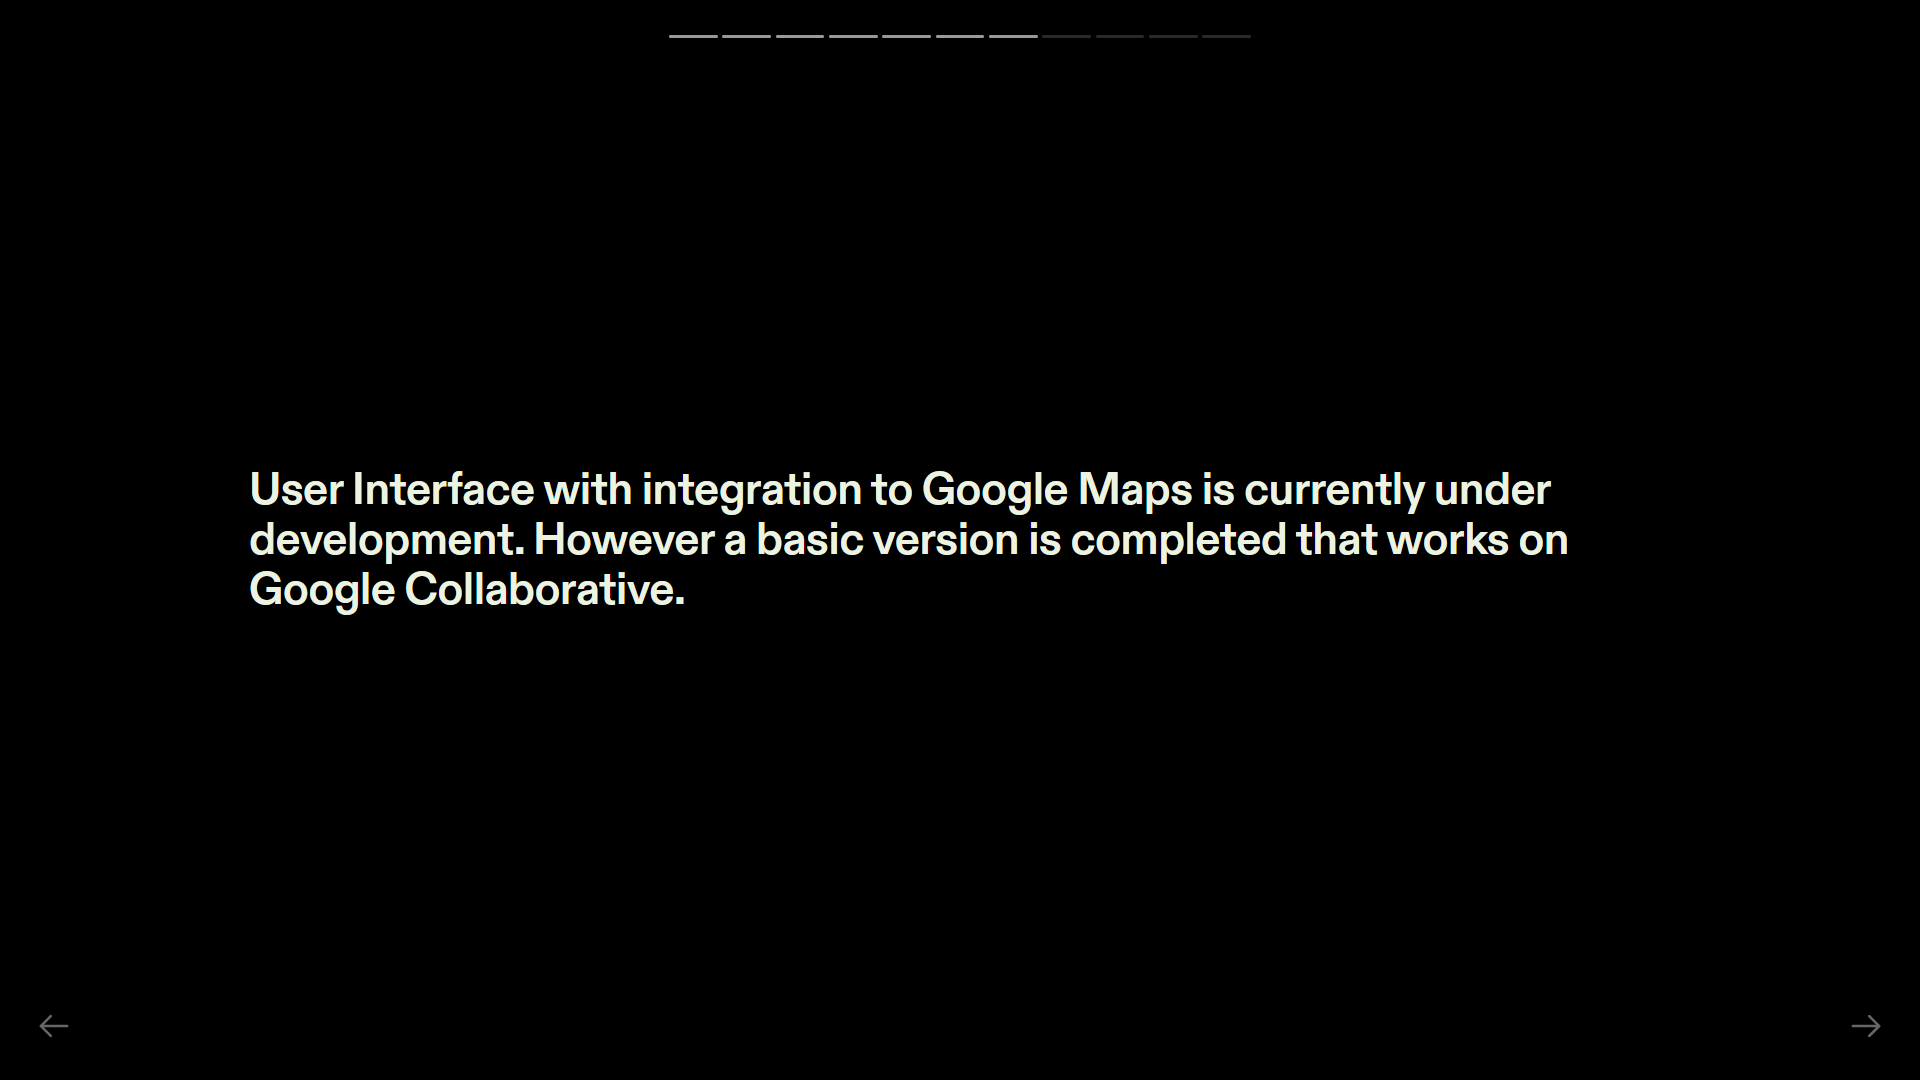 User Interface with integration to Google Maps is currently under
development. However a basic version is completed that works on
Google Collaborative.